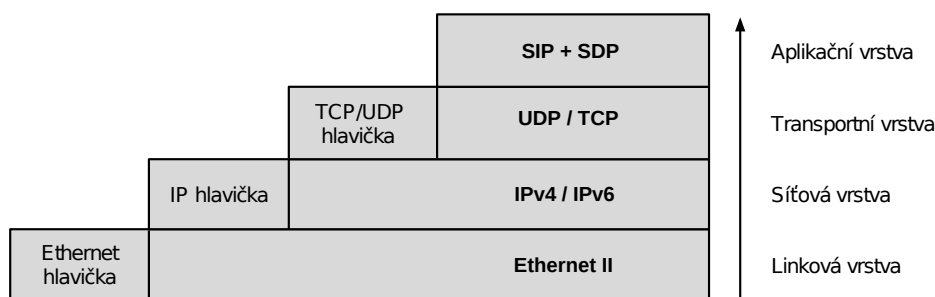 SIP + SDP
Aplikační vrstva
TCP/UDP
hlavička
UDP / TCP
Transportní vrstva
IP hlavička
IPv4 / IPv6
Síťová vrstva
Ethernet
hlavička
Ethernet II
Linková vrstva